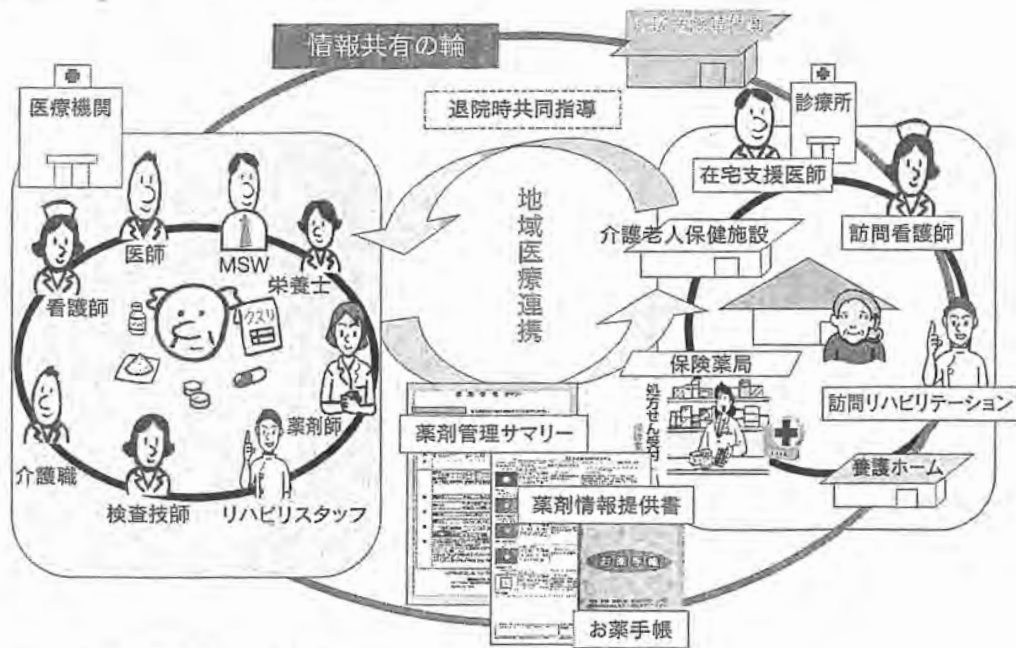 情報共有の輪
医療機関
退院時共同指導
診療所
在宅支援医師
訪問看護師
医師
MSW
栄養士
看護師
クスリ
薬剤師
介護職
検査技師
リハビリスタッフ
地域医療連携
介護老人保健施設
保険薬局
処方せん受付
訪問リハビリテーション
養護ホーム
薬剤管理サマリー
薬剤情報提供書
お薬手帳
お薬手帳